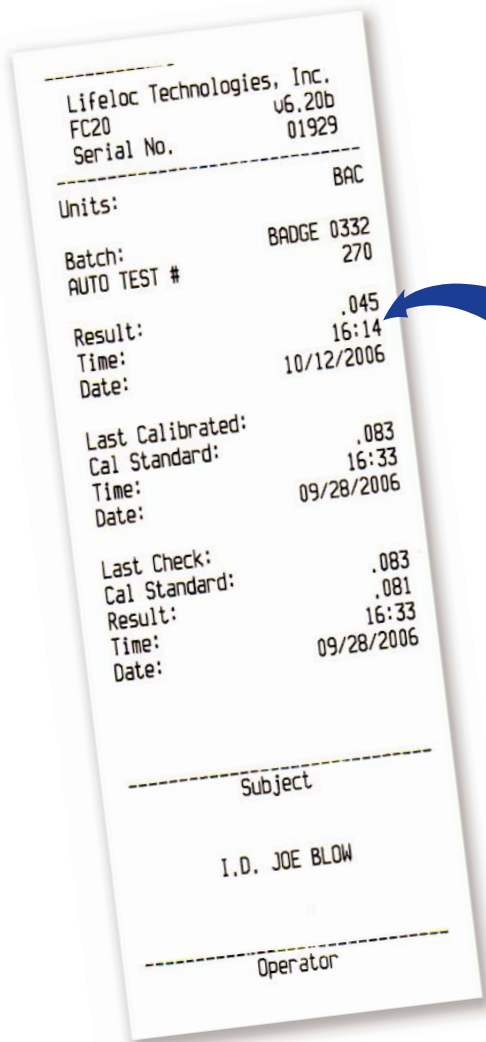 Lifeloc Technologies, Inc.
FC20 v6.20b
Serial No. 01929
Units: BAC
Batch: BADGE 0332
AUTO TEST # 270
Result: .045
Time: 16:14
Date: 10/12/2006
Last Calibrated:
Cal Standard: .083
Time: 16:33
Date: 09/28/2006
Last Check:
Cal Standard: .083
Result: .081
Time: 16:33
Date: 09/28/2006
Subject
I.D. JOE BLOW
Operator